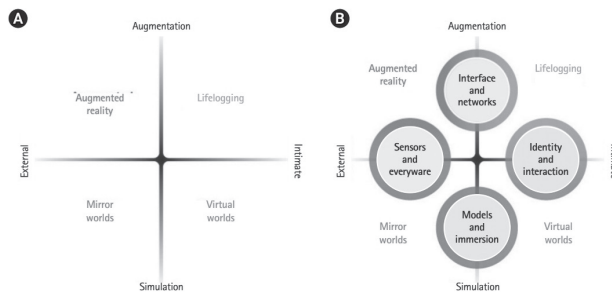 A
Augmentation
Augmented
reality
Lifelogging
External
Intimate
Mirror
worlds
Virtual
worlds
Simulation
B
Augmentation
Augmented
reality
Interface
and
networks
Lifelogging
External
Sensors
and
everyware
Identity
and
interaction
Mirror
worlds
Models
and
immersion
Virtual
worlds
Simulation